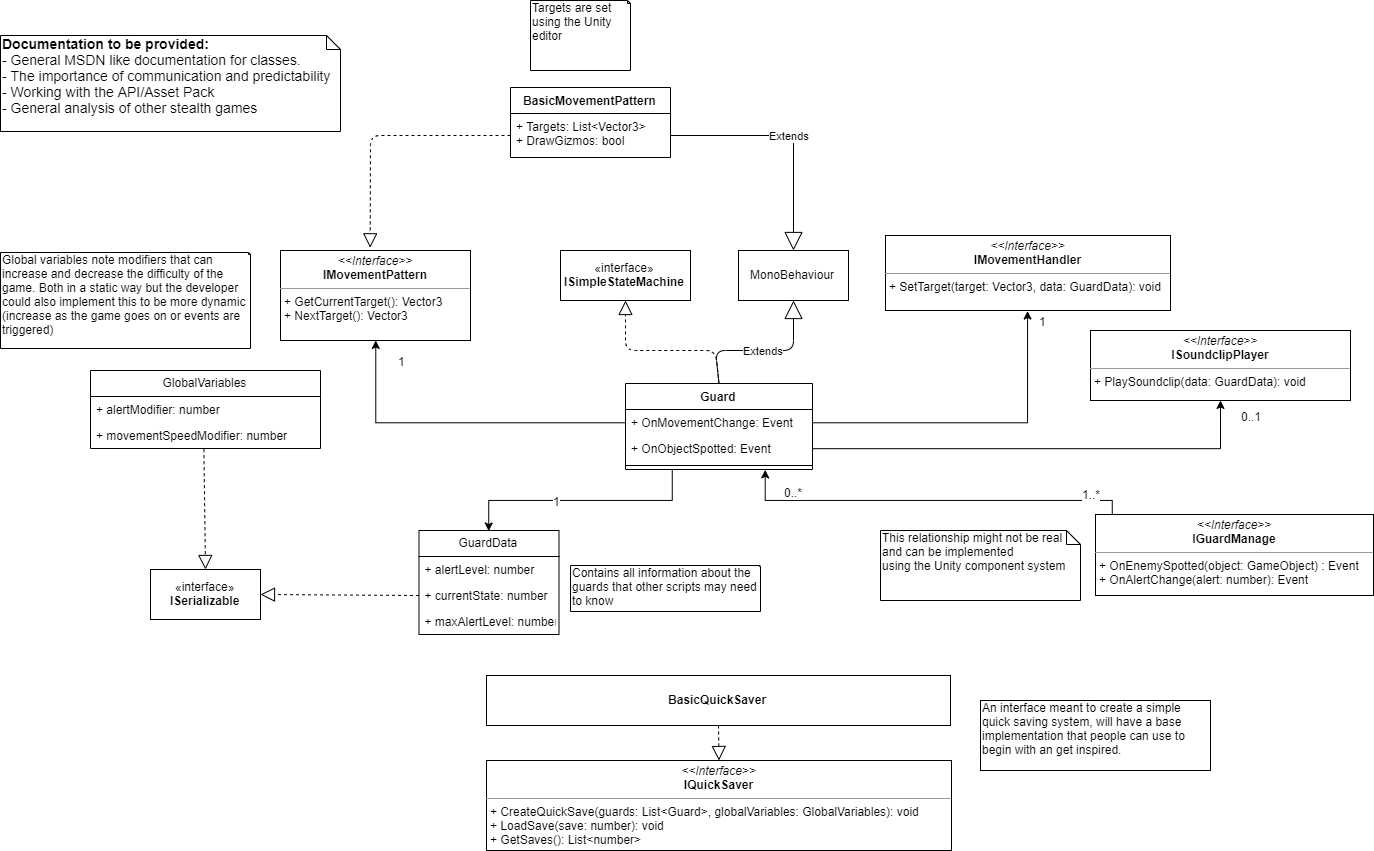 Targets are set
using the Unity
editor
Documentation to be provided:
- General MSDN like documentation for classes.
- The importance of communication and predictability
- Working with the API/Asset Pack
- General analysis of other stealth games
BasicMovementPattern
+ Targets: List<Vector3>
+ DrawGizmos: bool
Extends
Global variables note modifiers that can
increase and decrease the difficulty of the
game. Both in a static way but the developer
could also implement this to be more dynamic
(increase as the game goes on or events are
triggered)
<<Interface>>
IMovementPattern
+ GetCurrentTarget(): Vector3
+ NextTarget(): Vector3
«interface»
ISimpleStateMachine
MonoBehaviour
<<Interface>>
IMovementHandler
+ SetTarget(target: Vector3, data: GuardData): void
1
1
Extends
<<Interface>>
ISoundclipPlayer
+ PlaySoundclip(data: GuardData): void
0..1
GlobalVariables
+ alertModifier: number
+ movementSpeedModifier: number
Guard
+ OnMovementChange: Event
+ OnObjectSpotted: Event
1
0..*
1..*
GuardData
+ alertLevel: number
+ currentState: number
+ maxAlertLevel: number
Contains all information about the
guards that other scripts may need
to know
This relationship might not be real
and can be implemented
using the Unity component system
<<Interface>>
IGuardManage
+ OnEnemySpotted(object: GameObject) : Event
+ OnAlertChange(alert: number): Event
«interface»
ISerializable
BasicQuickSaver
An interface meant to create a simple
quick saving system, will have a base
implementation that people can use to
begin with an get inspired.
<<Interface>>
IQuickSaver
+ CreateQuickSave(guards: List<Guard>, globalVariables: GlobalVariables): void
+ LoadSave(save: number): void
+ GetSaves(): List<number>